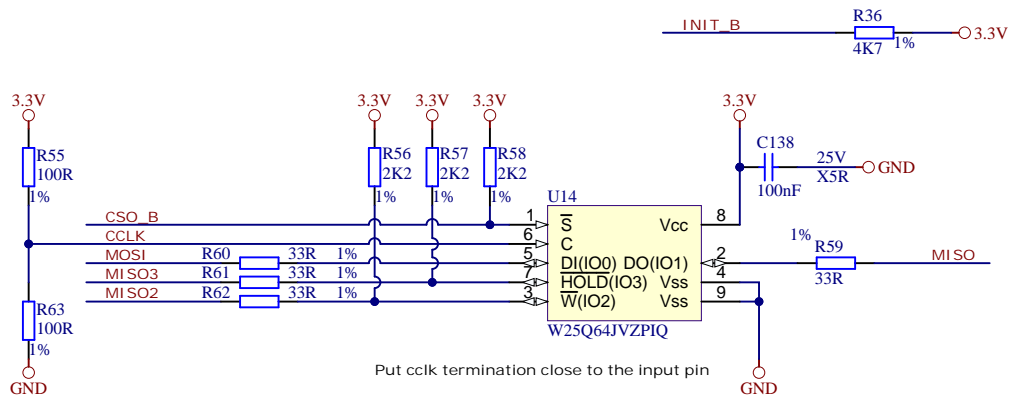 INIT_B
R36
4K7
1%
3.3V
3.3V
3.3V
3.3V
3.3V
3.3V
R55
100R
1%
R56
2K2
1%
R57
2K2
1%
R58
2K2
1%
C138
100nF
25V
X5R
GND
U14
CSO_B
1
S
Vcc
8
CCLK
6
C
MOSI
R60
33R
1%
5
DI(IO0)
DO(IO1)
2
1%
R59
33R
MISO
MISO3
R61
33R
1%
7
HOLD(IO3)
Vss
4
MISO2
R62
33R
1%
3
W(IO2)
Vss
9
R63
100R
1%
W25Q64JVZPIQ
Put cclk termination close to the input pin
GND
GND